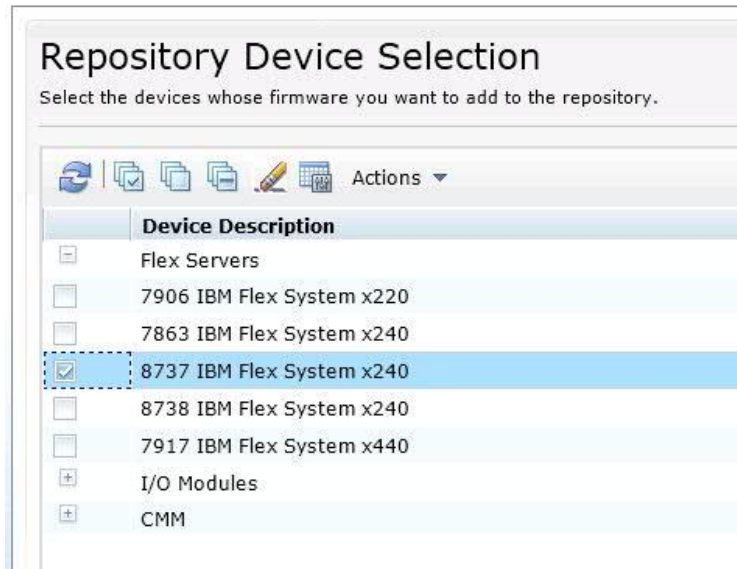 Repository Device Selection
Select the devices whose firmware you want to add to the repository.
Actions
Device Description
Flex Servers
7906 IBM Flex System x220
7863 IBM Flex System x240
8737 IBM Flex System x240
8738 IBM Flex System x240
7917 IBM Flex System x440
I/O Modules
CMM